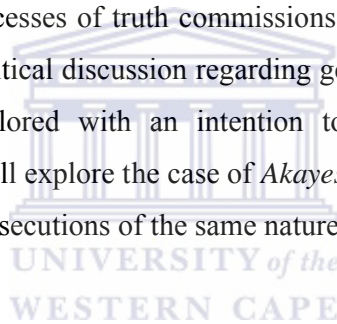 cesses of truth commissions
tical discussion regarding ge
lored with an intention to
ll explore the case of Akayes
secutions of the same nature
UNIVERSITY of the
WESTERN CAPE